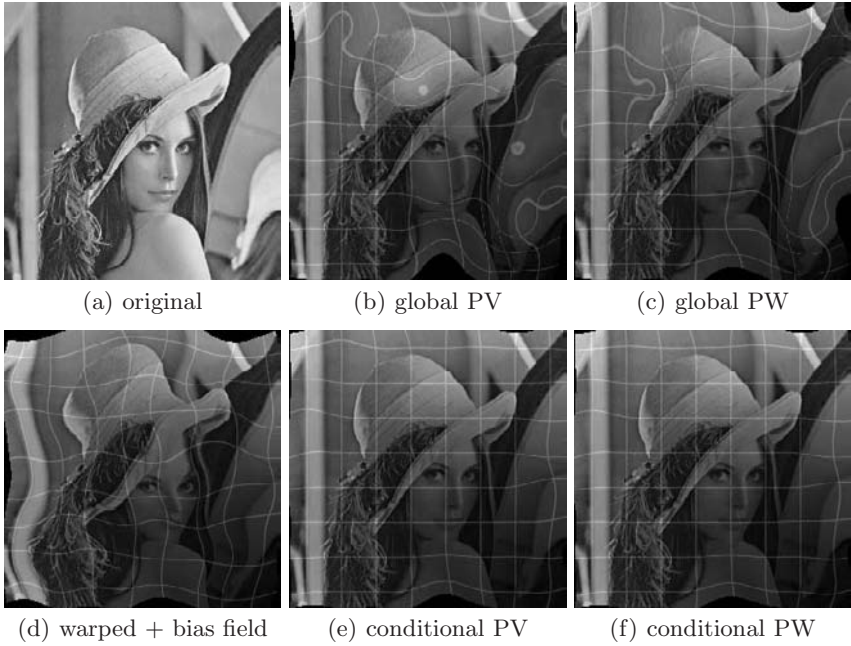 (a) original
(b) global PV
(c) global PW
(d) warped + bias field
(e) conditional PV
(f) conditional PW